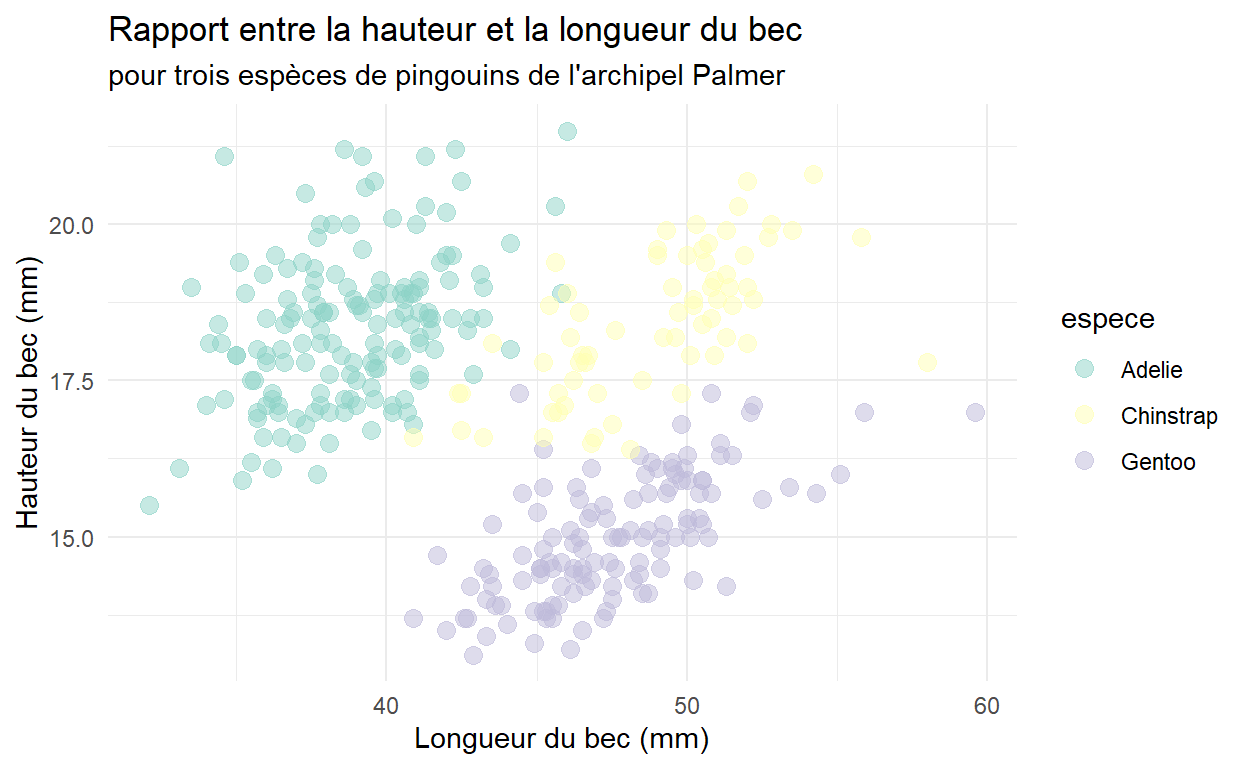 Rapport entre la hauteur et la longueur du bec
pour trois espèces de pingouins de l'archipel Palmer
Hauteur du bec (mm)
20.0
17.5
15.0
40
50
60
Longueur du bec (mm)
espece
Adelie
Chinstrap
Gentoo